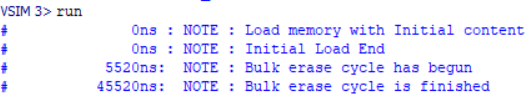 VSIM 3> run
# 0ns : NOTE : Load memory with Initial content
# 0ns : NOTE : Initial Load End
# 5520ns: NOTE : Bulk erase cycle has begun
# 45520ns: NOTE : Bulk erase cycle is finished